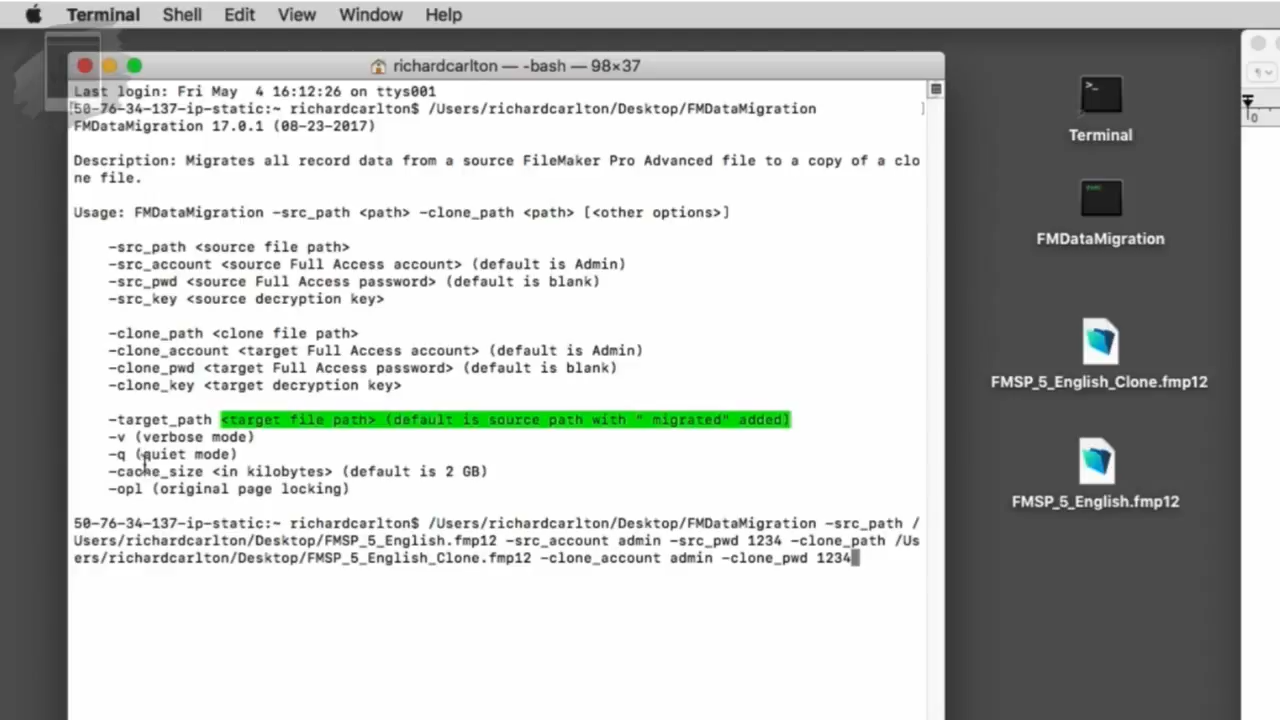 Terminal Shell Edit View Window Help
richardcarlton — -bash — 98×37
Last login: Fri May  4 16:12:26 on ttys001
[50-76-34-137-ip-static:~ richardcarlton$ /Users/richardcarlton/Desktop/FMDataMigration ]
FMDataMigration 17.0.1 (08-23-2017)
Description: Migrates all record data from a source FileMaker Pro Advanced file to a copy of a clo
ne file.
Usage: FMDataMigration -src_path <path> -clone_path <path> [<other options>]
-src_path <source file path>
-src_account <source Full Access account> (default is Admin)
-src_pwd <source Full Access password> (default is blank)
-src_key <source decryption key>
-clone_path <clone file path>
-clone_account <target Full Access account> (default is Admin)
-clone_pwd <target Full Access password> (default is blank)
-clone_key <target decryption key>
-target_path <target file path> (default is source path with " migrated" added)
-v (verbose mode)
-q (quiet mode)
-cache_size <in kilobytes> (default is 2 GB)
-opl (original page locking)
50-76-34-137-ip-static:~ richardcarlton$ /Users/richardcarlton/Desktop/FMDataMigration -src_path /
Users/richardcarlton/Desktop/FMSP_5_English.fmp12 -src_account admin -src_pwd 1234 -clone_path /Us
ers/richardcarlton/Desktop/FMSP_5_English_Clone.fmp12 -clone_account admin -clone_pwd 1234
Terminal
FMDataMigration
FMSP_5_English_Clone.fmp12
FMSP_5_English.fmp12
¶
0